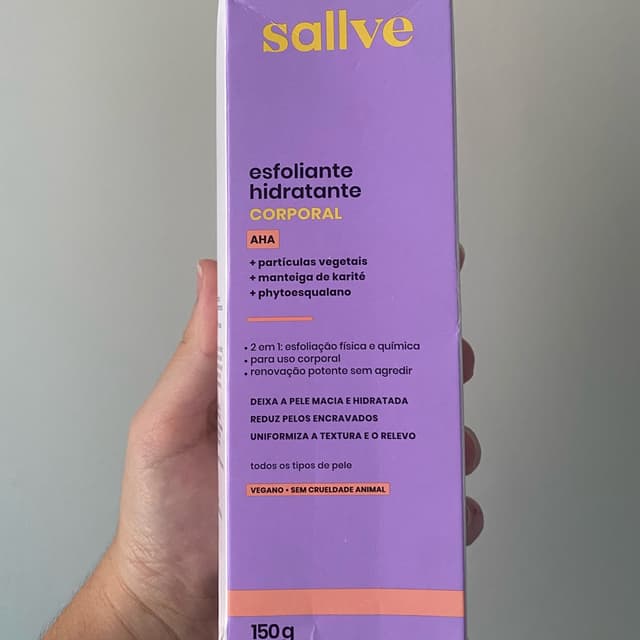 sallve
esfoliante
hidratante
CORPORAL
AHA
+ partículas vegetais
+ manteiga de karité
+ phytoesqualano
• 2 em 1: esfoliação física e química
• para uso corporal
• renovação potente sem agredir
DEIXA A PELE MACIA E HIDRATADA
REDUZ PELOS ENCRAVADOS
UNIFORMIZA A TEXTURA E O RELEVO
todos os tipos de pele
VEGANO • SEM CRUELDADE ANIMAL
150 g